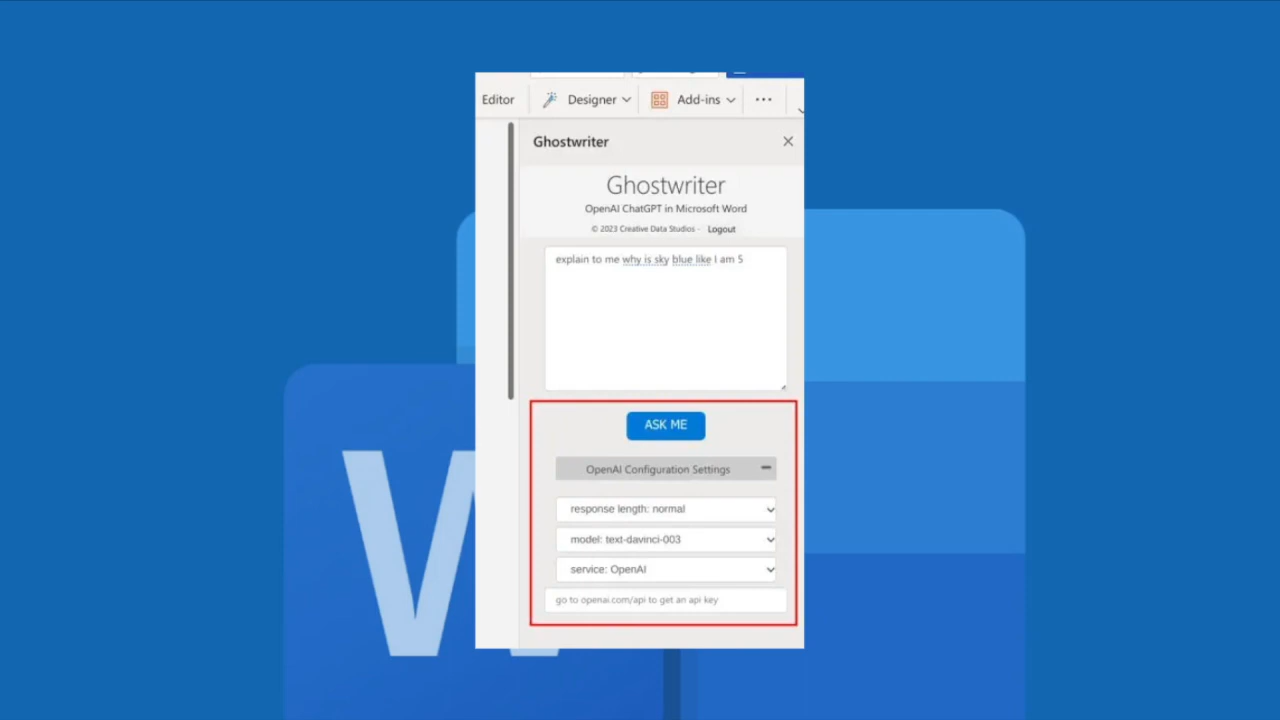 Editor Designer Add-ins ...
Ghostwriter
Ghostwriter
OpenAI ChatGPT in Microsoft Word
© 2023 Creative Data Studios - Logout
explain to me why is sky blue like I am 5
ASK ME
OpenAI Configuration Settings
response length: normal
model: text-davinci-003
service: OpenAI
go to openai.com/api to get an api key
W